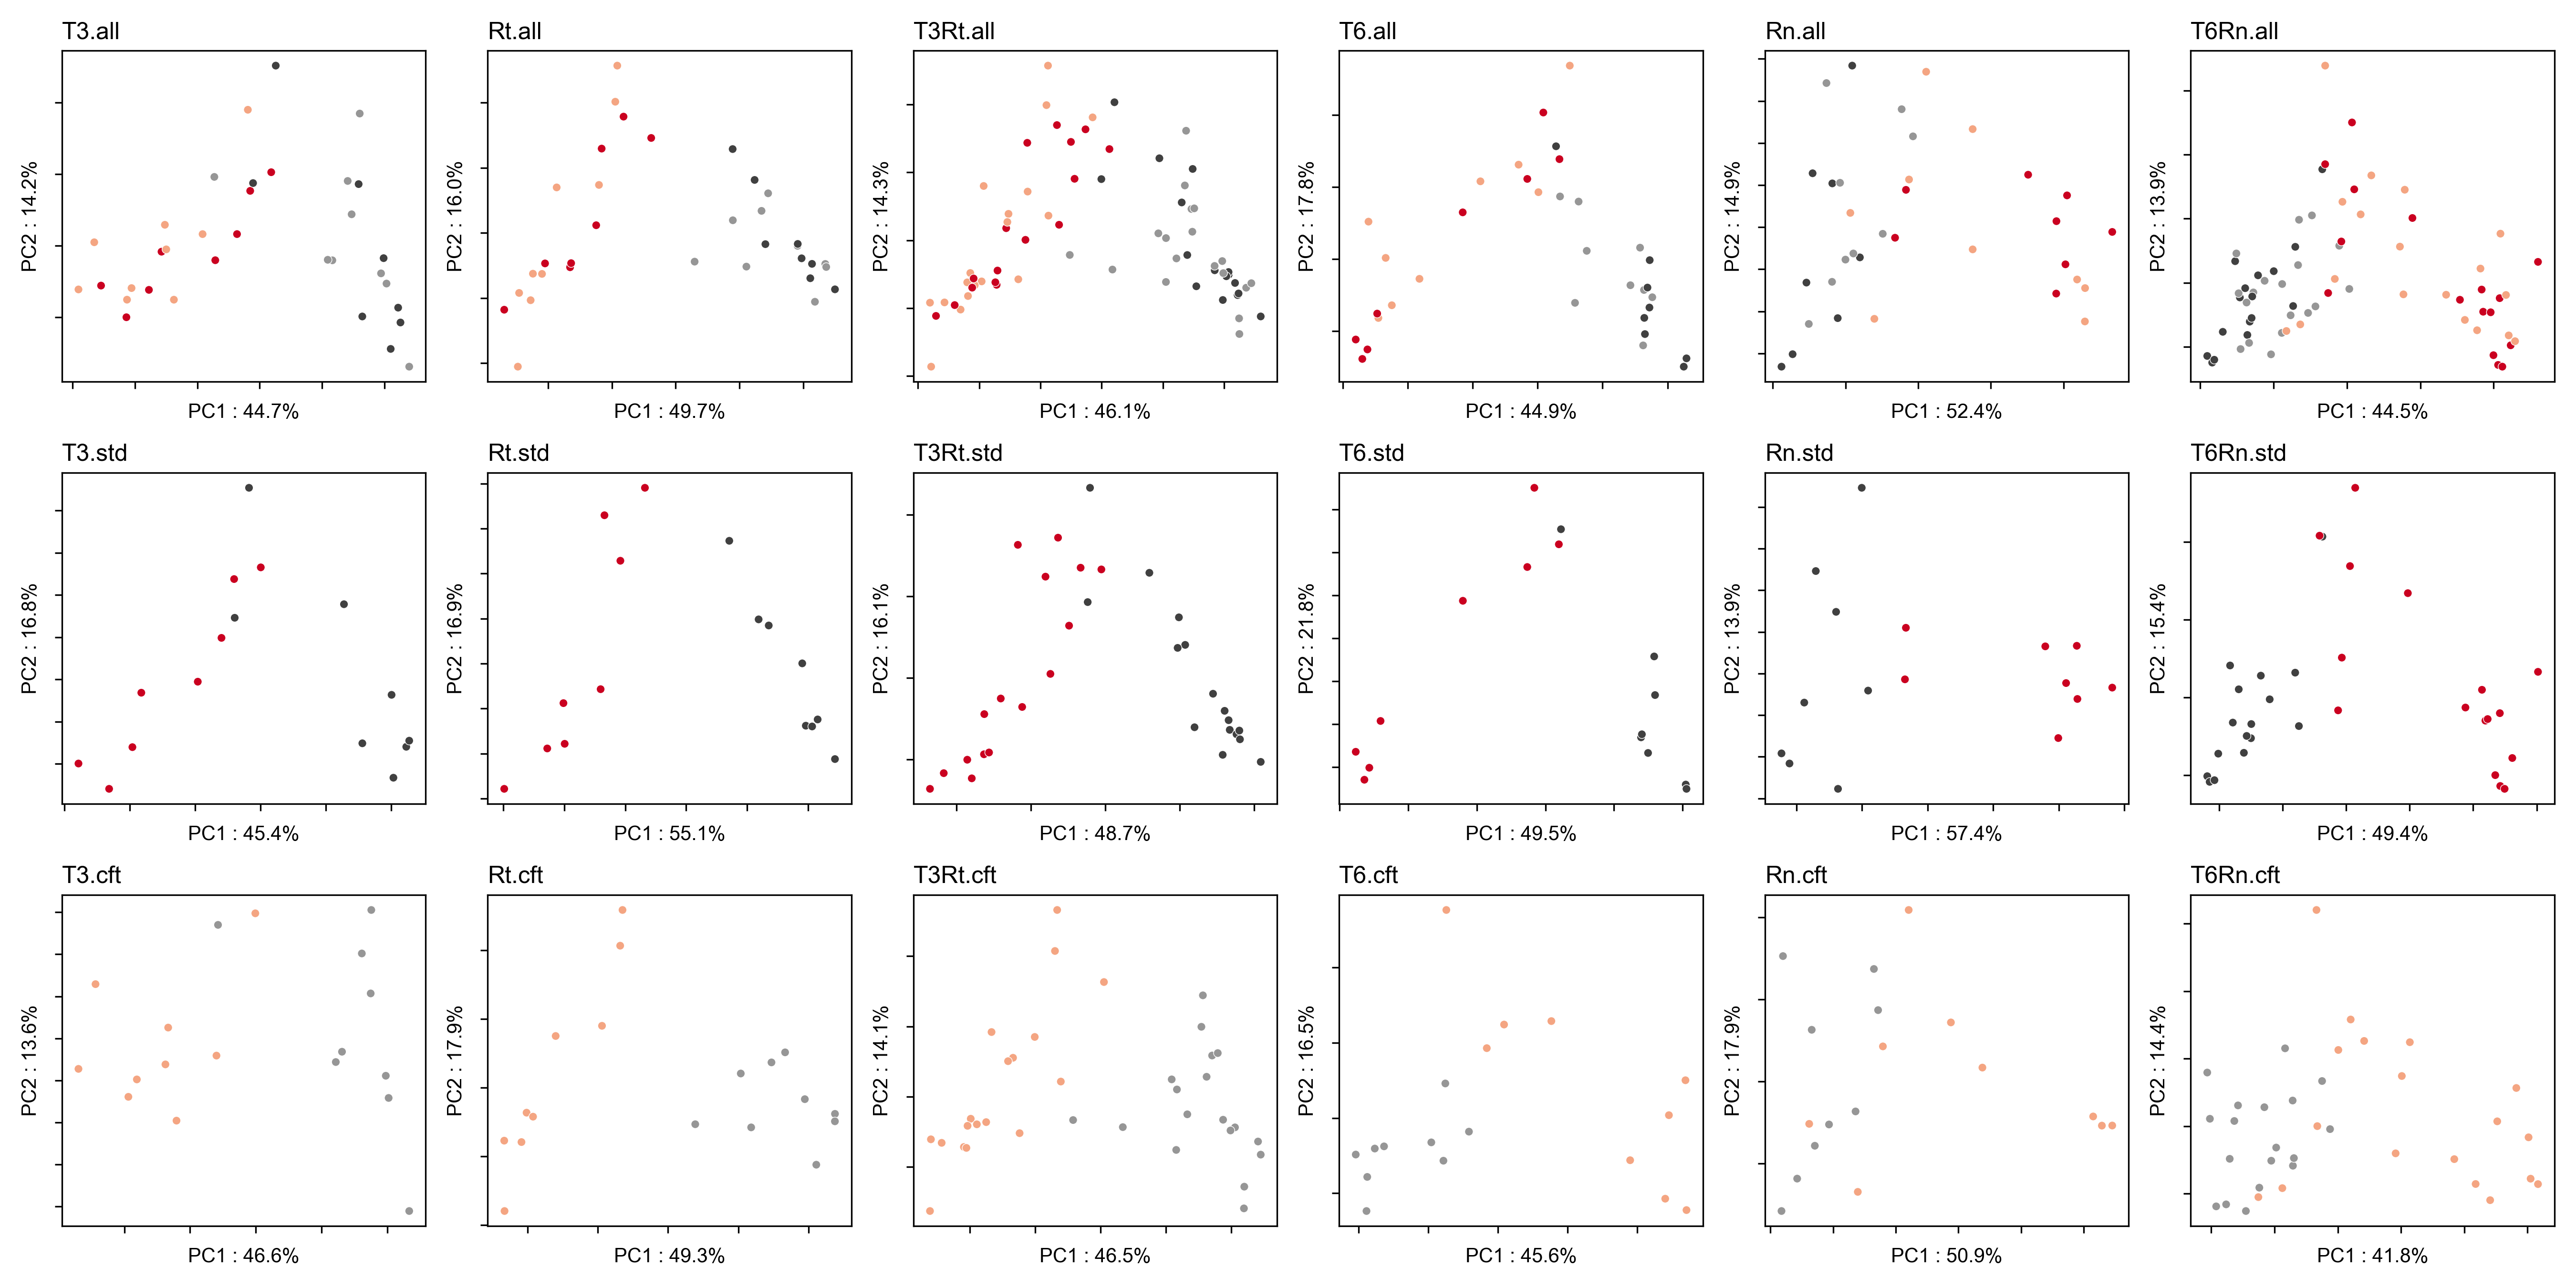 T3.all
Rt.all
T3Rt.all
T6.all
Rn.all
T6Rn.all
PC2 : 14.2%
PC2 : 16.0%
PC2 : 14.3%
PC2 : 17.8%
PC2 : 14.9%
PC2 : 13.9%
PC1 : 44.7%
PC1 : 49.7%
PC1 : 46.1%
PC1 : 44.9%
PC1 : 52.4%
PC1 : 44.5%
T3.std
Rt.std
T3Rt.std
T6.std
Rn.std
T6Rn.std
PC2 : 16.8%
PC2 : 16.9%
PC2 : 16.1%
PC2 : 21.8%
PC2 : 13.9%
PC2 : 15.4%
PC1 : 45.4%
PC1 : 55.1%
PC1 : 48.7%
PC1 : 49.5%
PC1 : 57.4%
PC1 : 49.4%
T3.cft
Rt.cft
T3Rt.cft
T6.cft
Rn.cft
T6Rn.cft
PC2 : 13.6%
PC2 : 17.9%
PC2 : 14.1%
PC2 : 16.5%
PC2 : 17.9%
PC2 : 14.4%
PC1 : 46.6%
PC1 : 49.3%
PC1 : 46.5%
PC1 : 45.6%
PC1 : 50.9%
PC1 : 41.8%